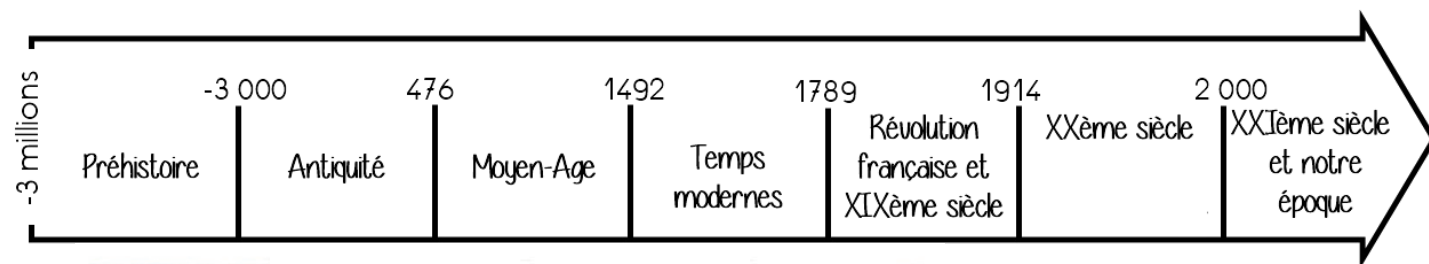 -3 millions
-3 000
476
1492
1789
1914
2 000
Préhistoire
Antiquité
Moyen-Age
Temps
modernes
Révolution
française et
XIXème siècle
XXème siècle
XXIème siècle
et notre
époque